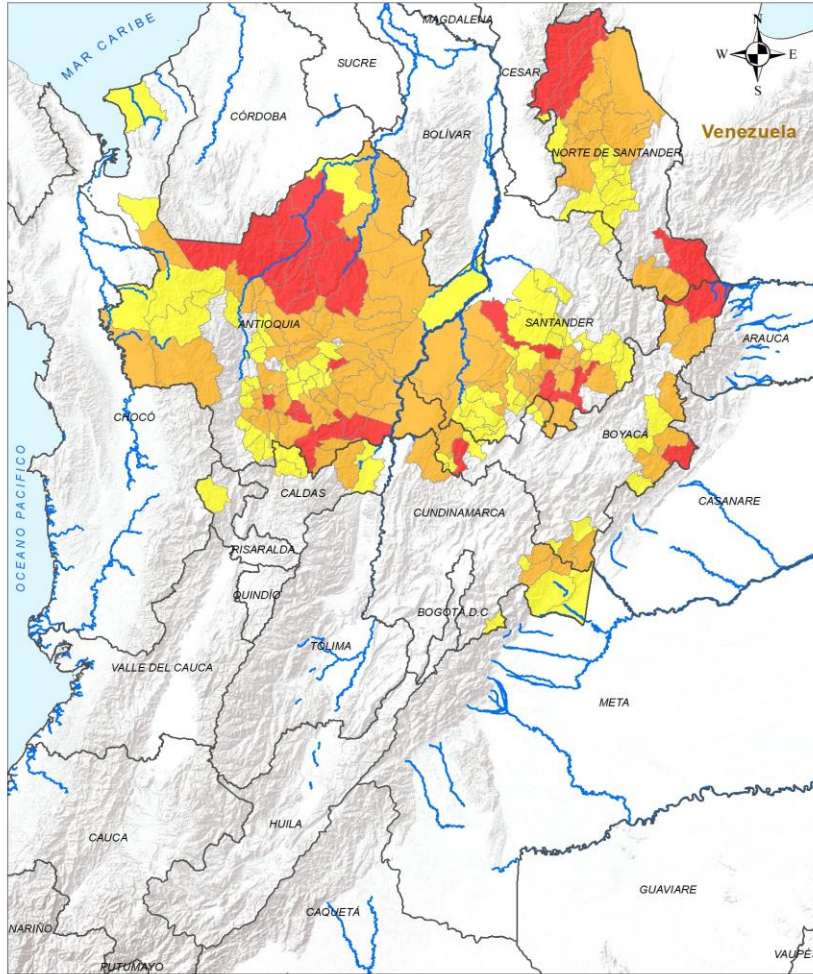 MAGDALENA
N
MAR CARIBE
SUCRE
CESAR
W
E
S
CÓRDOBA
BOLÍVAR
Venezuela
NORTE DE SANTANDER
ANTIOQUIA
SANTANDER
ARAUCA
CHOCÓ
BOYACÁ
OCEANO PACIFICO
CALDAS
CUNDINAMARCA
CASANARE
RISARALDA
QUINDÍO
BOGOTÁ D.C
TOLIMA
VALLE DEL CAUCA
META
HUILA
CAUCA
GUAVIARE
CAQUETÁ
NARIÑO
PUTUMAYO
VAUPÉS